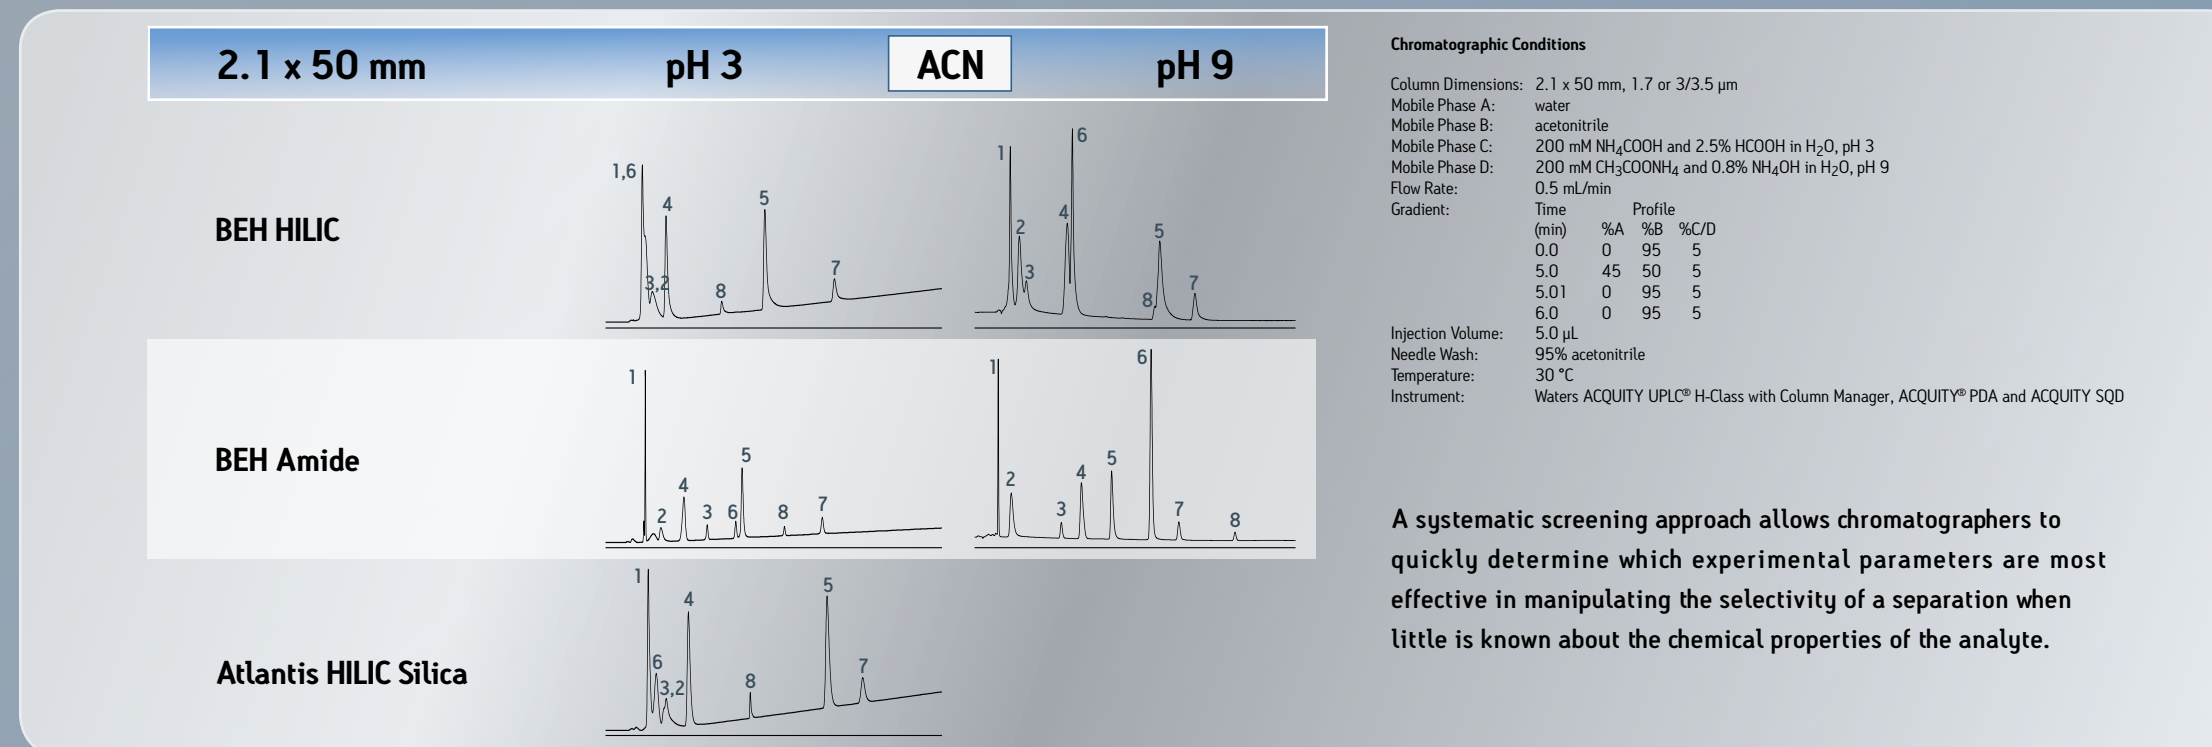 2.1 x 50 mm pH 3 ACN pH 9
BEH HILIC
1,6
3,2
4
8
5
7
1
2
3
4
6
8
5
7
BEH Amide
1
2
4
3
6
5
8
7
1
2
3
4
5
6
7
8
Atlantis HILIC Silica
1
6
3,2
4
8
5
7
Chromatographic Conditions
Column Dimensions: 2.1 x 50 mm, 1.7 or 3/3.5 µm
Mobile Phase A: water
Mobile Phase B: acetonitrile
Mobile Phase C: 200 mM NH4COOH and 2.5% HCOOH in H2O, pH 3
Mobile Phase D: 200 mM CH3COONH4 and 0.8% NH4OH in H2O, pH 9
Flow Rate: 0.5 mL/min
Gradient: Time Profile
(min) %A %B %C/D
0.0 0 95 5
5.0 45 50 5
5.01 0 95 5
6.0 0 95 5
Injection Volume: 5.0 µL
Needle Wash: 95% acetonitrile
Temperature: 30 °C
Instrument: Waters ACQUITY UPLC® H-Class with Column Manager, ACQUITY® PDA and ACQUITY SQD
A systematic screening approach allows chromatographers to
quickly determine which experimental parameters are most
effective in manipulating the selectivity of a separation when
little is known about the chemical properties of the analyte.